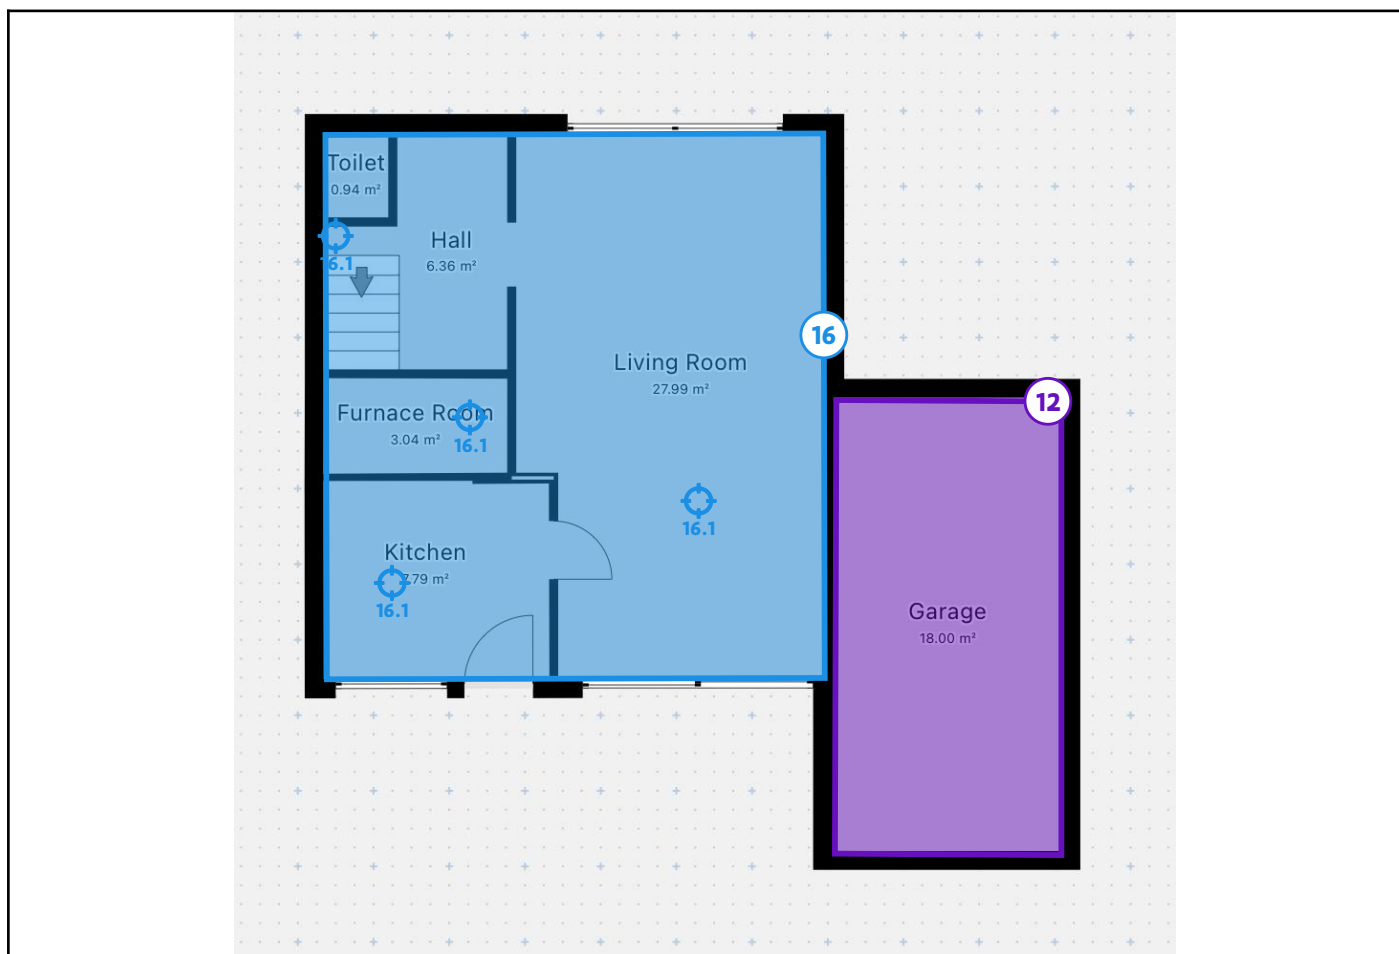 Toilet
0.94 m²
Hall
6.36 m²
6.1
16
Living Room
27.99 m²
12
Furnace Room
3.04 m²
16.1
16.1
Kitchen
7.79 m²
16.1
Garage
18.00 m²